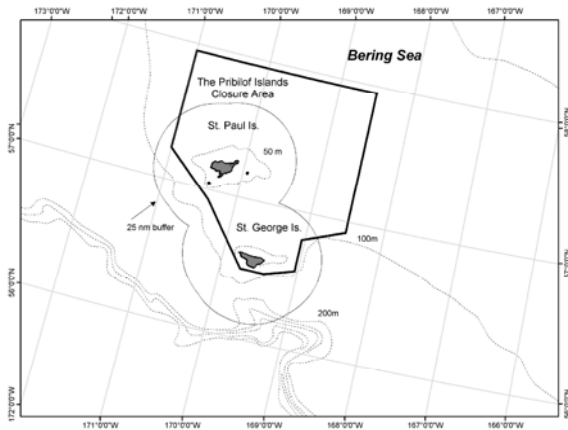 173°0'0"W 172°0'0"W 171°0'0"W 170°0'0"W 169°0'0"W 168°0'0"W 167°0'0"W
Bering Sea
The Pribilof Islands
Closure Area
St. Paul Is.
57°0'0"N
50 m
St. George Is.
25 nm buffer
100m
56°0'0"N
200m
172°0'0"W
171°0'0"W 170°0'0"W 169°0'0"W 168°0'0"W 167°0'0"W 166°0'0"W